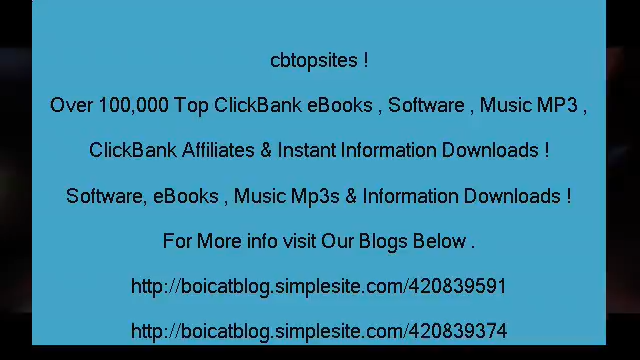 cbtopsites !
Over 100,000 Top ClickBank eBooks , Software , Music MP3 ,
ClickBank Affiliates & Instant Information Downloads !
Software, eBooks , Music Mp3s & Information Downloads !
For More info visit Our Blogs Below .
http://boicatblog.simplesite.com/420839591
http://boicatblog.simplesite.com/420839374